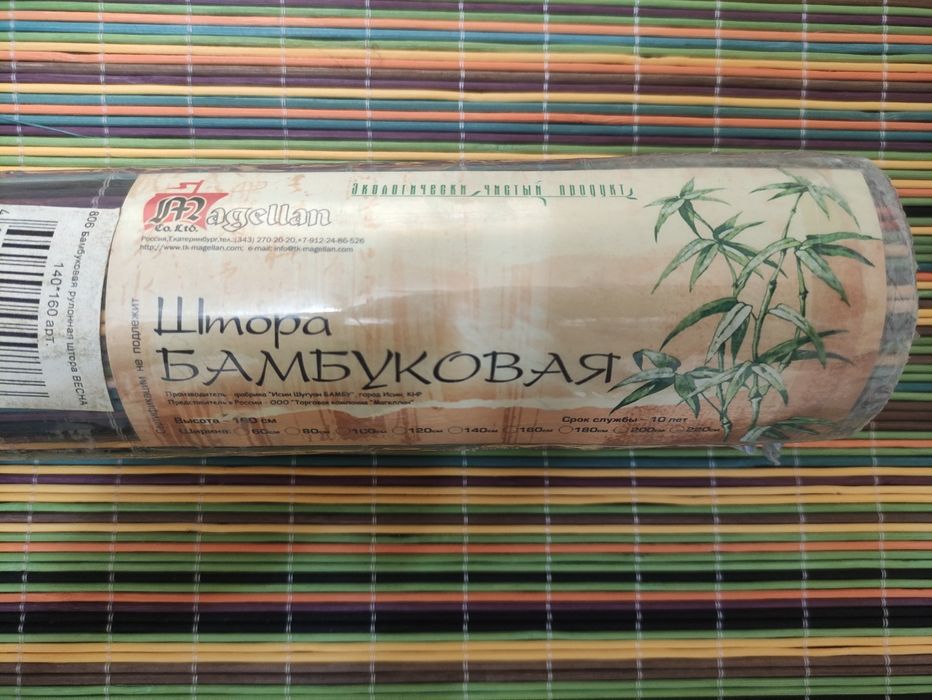 Экологически чистый продукт
Magellan
Co. Ltd.
Россия,Екатеринбург,тел.:(343) 270-20-20,+7-912-24-86-526
http://www.tk-magellan.com, e-mail: info@tk-magellan.com
Штора
БАМБУКОВАЯ
Производитель фабрика "Исин Шугуан БАМБУ", город Исин, КНР
Представитель в России ООО "Торговая компания "Магеллан"
Высота - 160 см
Срок службы - 10 лет
Ширина: 60см 80см 100см 120см 140см 160см 180см 200см 220см
Сертификации не подлежит
806 Бамбуковая рулонная штора ВЕСНА
140*160 арт.